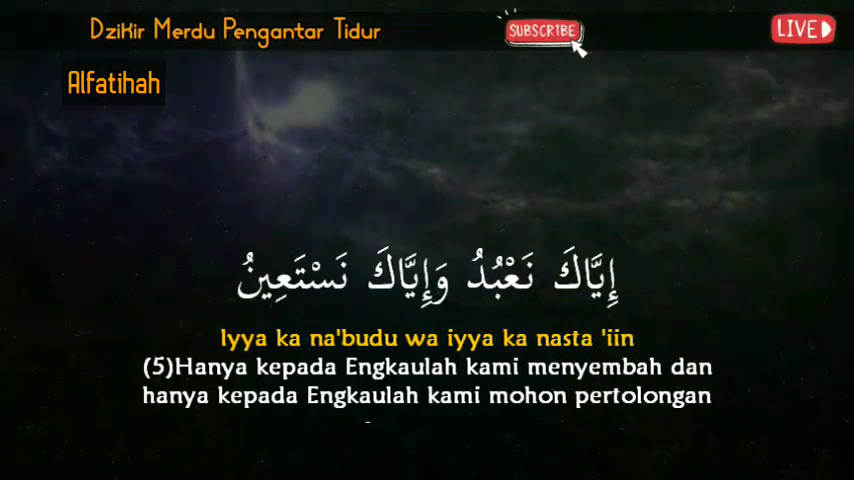 Dzikir Merdu Pengantar Tidur
SUBSCRIBE
LIVE
Alfatihah
إِيَّاكَ نَعْبُدُ وَإِيَّاكَ نَسْتَعِينُ
Iyya ka na'budu wa iyya ka nasta 'iin
(5)Hanya kepada Engkaulah kami menyembah dan
hanya kepada Engkaulah kami mohon pertolongan